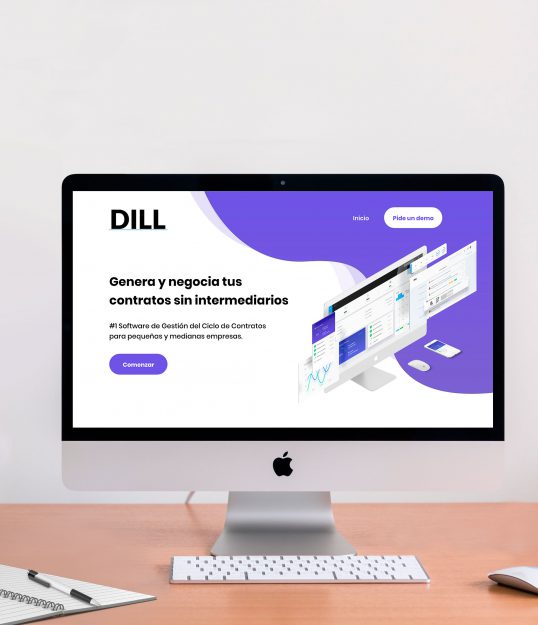 DILL
Inicio
Pide un demo
Genera y negocia tus
contratos sin intermediarios
#1 Software de Gestión del Ciclo de Contratos
para pequeñas y medianas empresas.
Comenzar